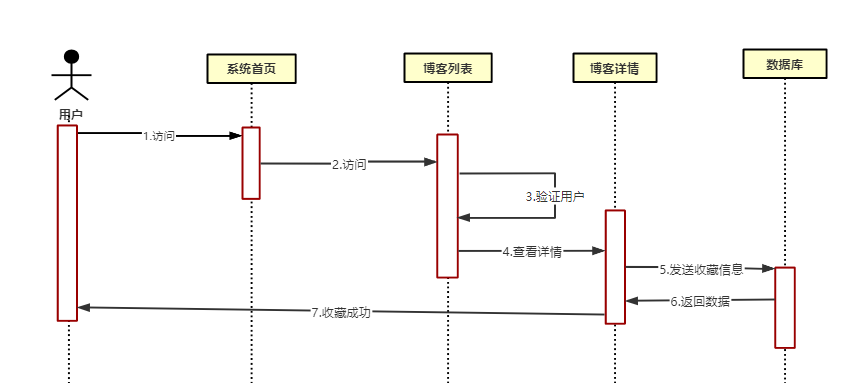 用户
系统首页
博客列表
博客详情
数据库
1.访问
2.访问
3.验证用户
4.查看详情
5.发送收藏信息
6.返回数据
7.收藏成功